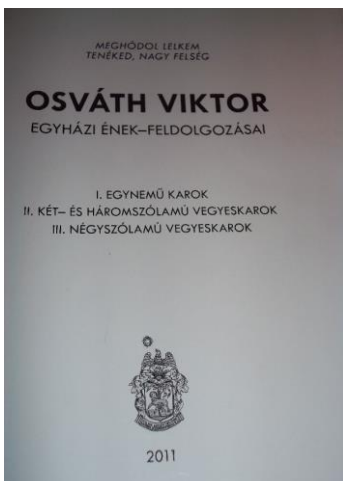 MEGHÓDOL LELKEM
TENÉKED, NAGY FELSÉG
OSVÁTH VIKTOR
EGYHÁZI ÉNEK–FELDOLGOZÁSAI
I. EGYNEMŰ KAROK
II. KÉT– ÉS HÁROMSZÓLAMÚ VEGYESKAROK
III. NÉGYSZÓLAMÚ VEGYESKAROK
2011